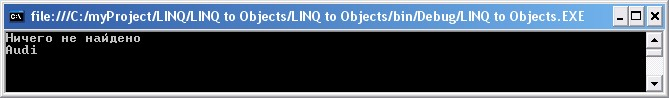 file:///C:/myProject/LINQ/LINQ to Objects/LINQ to Objects/bin/Debug/LINQ to Objects.EXE
Ничего не найдено
Audi